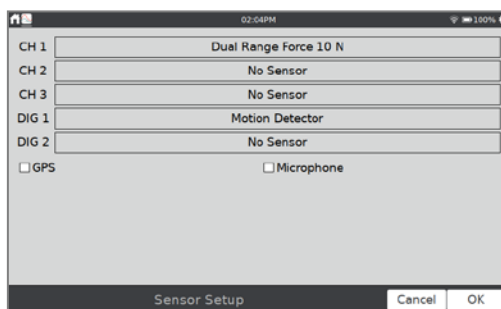 02:04PM 100%
CH 1 Dual Range Force 10 N
CH 2 No Sensor
CH 3 No Sensor
DIG 1 Motion Detector
DIG 2 No Sensor
GPS Microphone
Sensor Setup Cancel OK